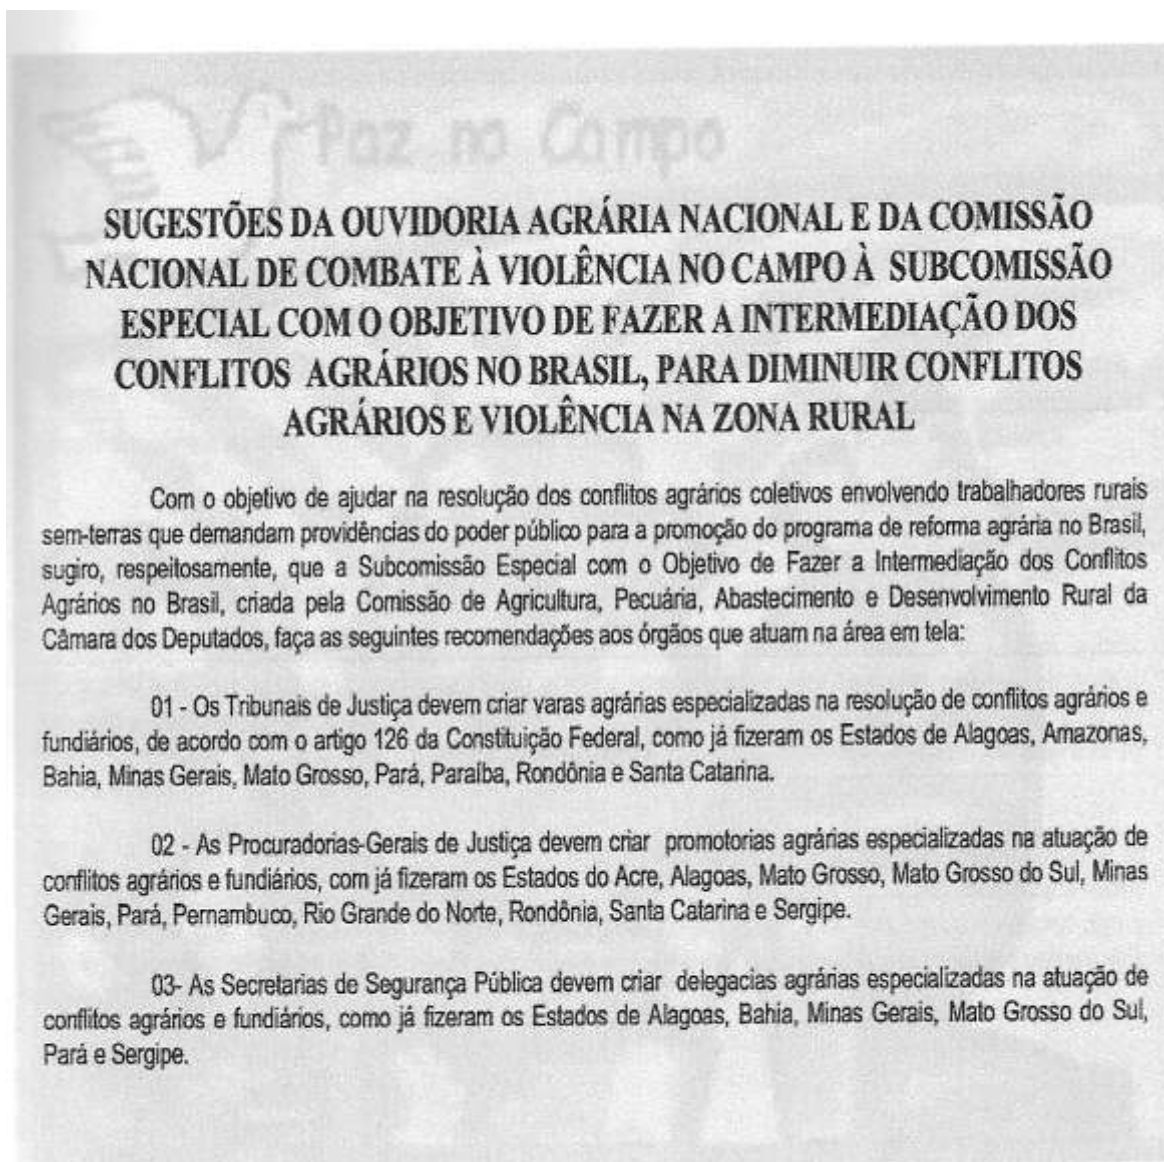 Paz no Campo
SUGESTÕES DA OUVIDORIA AGRÁRIA NACIONAL E DA COMISSÃO
NACIONAL DE COMBATE À VIOLÊNCIA NO CAMPO À SUBCOMISSÃO
ESPECIAL COM O OBJETIVO DE FAZER A INTERMEDIAÇÃO DOS
CONFLITOS AGRÁRIOS NO BRASIL, PARA DIMINUIR CONFLITOS
AGRÁRIOS E VIOLÊNCIA NA ZONA RURAL
Com o objetivo de ajudar na resolução dos conflitos agrários coletivos envolvendo trabalhadores rurais
sem-terras que demandam providências do poder público para a promoção do programa de reforma agrária no Brasil,
sugiro, respeitosamente, que a Subcomissão Especial com o Objetivo de Fazer a Intermediação dos Conflitos
Agrários no Brasil, criada pela Comissão de Agricultura, Pecuária, Abastecimento e Desenvolvimento Rural da
Câmara dos Deputados, faça as seguintes recomendações aos órgãos que atuam na área em tela:
01 - Os Tribunais de Justiça devem criar varas agrárias especializadas na resolução de conflitos agrários e
fundiários, de acordo com o artigo 126 da Constituição Federal, como já fizeram os Estados de Alagoas, Amazonas,
Bahia, Minas Gerais, Mato Grosso, Pará, Paraíba, Rondônia e Santa Catarina.
02 - As Procuradorias-Gerais de Justiça devem criar promotorias agrárias especializadas na atuação de
conflitos agrários e fundiários, com já fizeram os Estados do Acre, Alagoas, Mato Grosso, Mato Grosso do Sul, Minas
Gerais, Pará, Pernambuco, Rio Grande do Norte, Rondônia, Santa Catarina e Sergipe.
03- As Secretarias de Segurança Pública devem criar delegacias agrárias especializadas na atuação de
conflitos agrários e fundiários, como já fizeram os Estados de Alagoas, Bahia, Minas Gerais, Mato Grosso do Sul,
Pará e Sergipe.